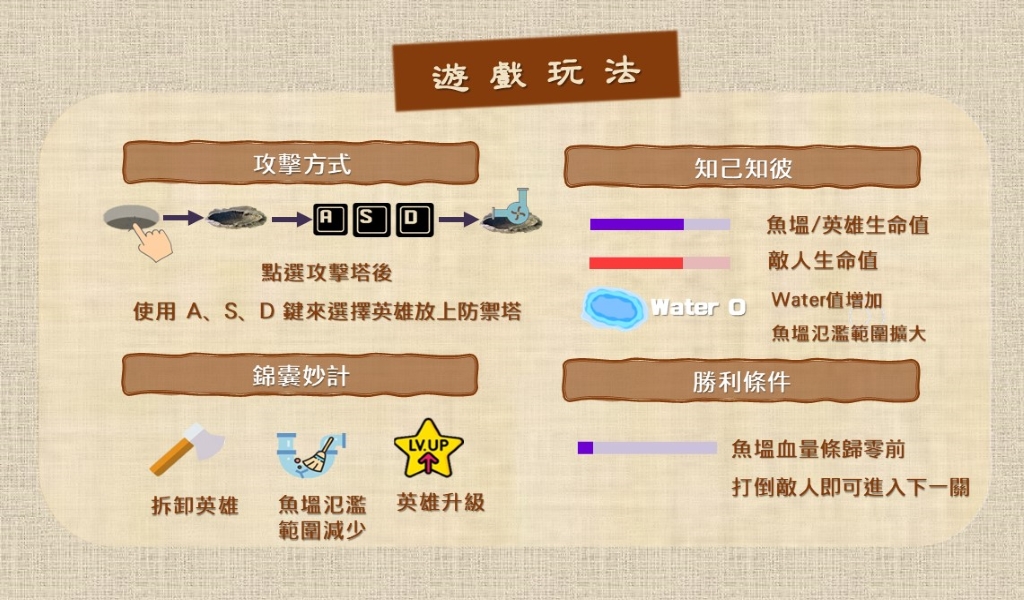 遊戲玩法
攻擊方式
A S D
點選攻擊塔後
使用 A、S、D 鍵來選擇英雄放上防禦塔
知己知彼
魚塭/英雄生命值
敵人生命值
Water 0
Water值增加
魚塭氾濫範圍擴大
錦囊妙計
LV.UP
拆卸英雄
魚塭氾濫
範圍減少
英雄升級
勝利條件
魚塭血量條歸零前
打倒敵人即可進入下一關